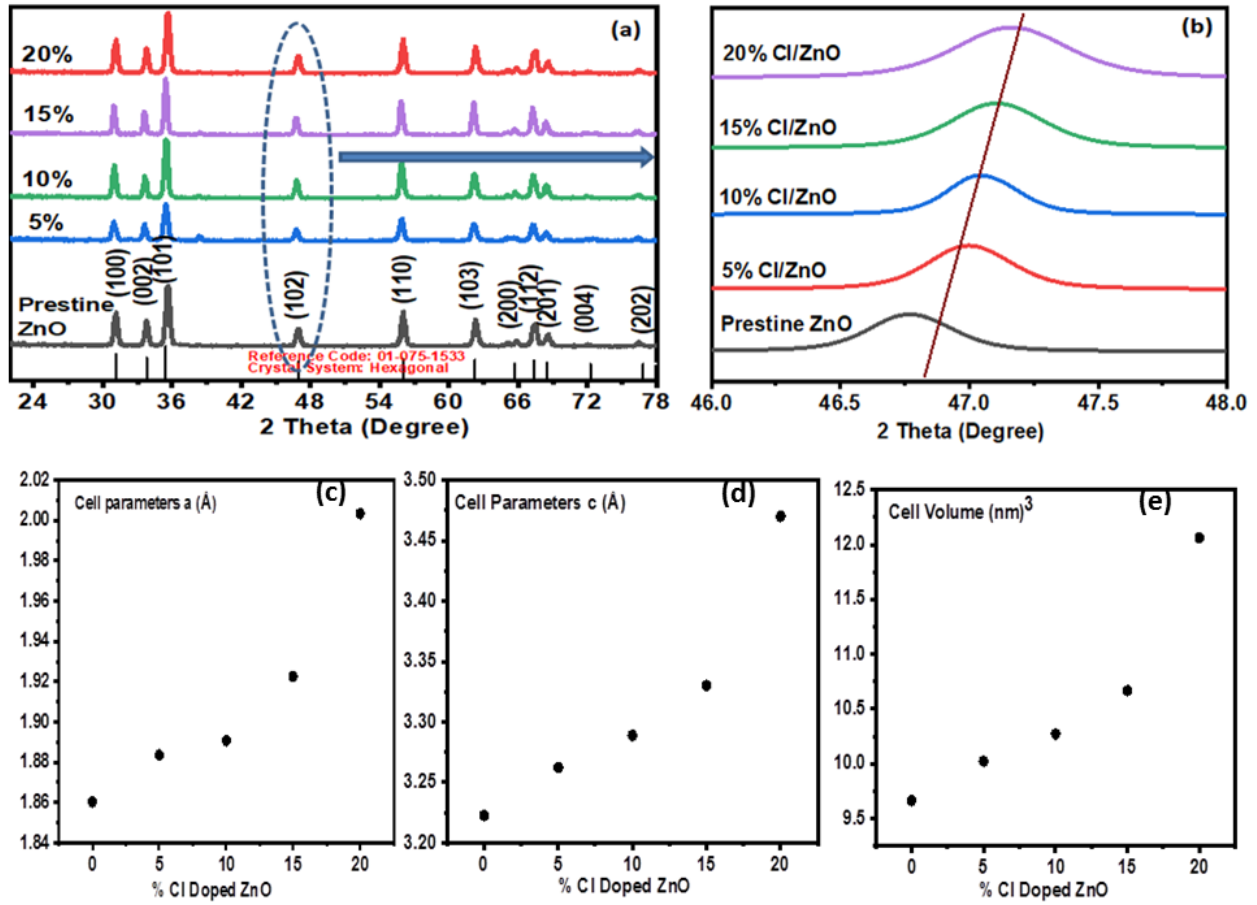 (a)
20%
15%
10%
5%
Prestine
ZnO
(100)
(002)
(101)
(102)
(110)
(103)
(200)
(112)
(201)
(004)
(202)
Reference Code: 01-075-1533
Crystal System: Hexagonal
24 30 36 42 48 54 60 66 72 78
2 Theta (Degree)
(b)
20% Cl/ZnO
15% Cl/ZnO
10% Cl/ZnO
5% Cl/ZnO
Prestine ZnO
46.0 46.5 47.0 47.5 48.0
2 Theta (Degree)
(c)
Cell parameters a (Å)
2.02
2.00
1.98
1.96
1.94
1.92
1.90
1.88
1.86
1.84
0 5 10 15 20
% Cl Doped ZnO
(d)
Cell Parameters c (Å)
3.50
3.45
3.40
3.35
3.30
3.25
3.20
0 5 10 15 20
% Cl Doped ZnO
(e)
Cell Volume (nm)³
12.5
12.0
11.5
11.0
10.5
10.0
9.5
0 5 10 15 20
% Cl Doped ZnO